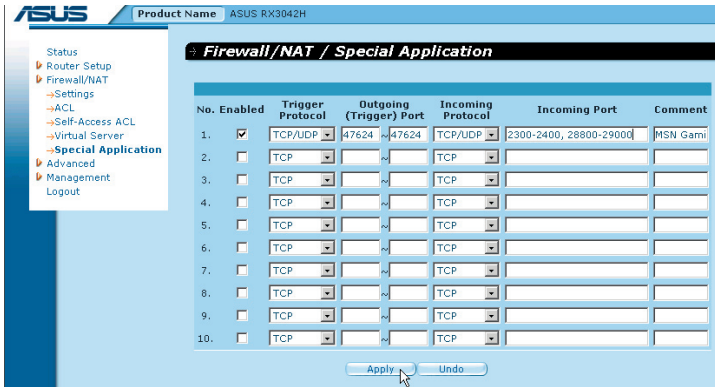 ASUS Product Name ASUS RX3042H
Status
Router Setup
Firewall/NAT
→Settings
→ACL
→Self-Access ACL
→Virtual Server
→Special Application
Advanced
Management
Logout
Firewall/NAT / Special Application
No. Enabled Trigger Protocol Outgoing (Trigger) Port Incoming Protocol Incoming Port Comment
1. TCP/UDP 47624 ~ 47624 TCP/UDP 2300-2400, 28800-29000 MSN Gami
2. TCP ~ TCP
3. TCP ~ TCP
4. TCP ~ TCP
5. TCP ~ TCP
6. TCP ~ TCP
7. TCP ~ TCP
8. TCP ~ TCP
9. TCP ~ TCP
10. TCP ~ TCP
Apply Undo